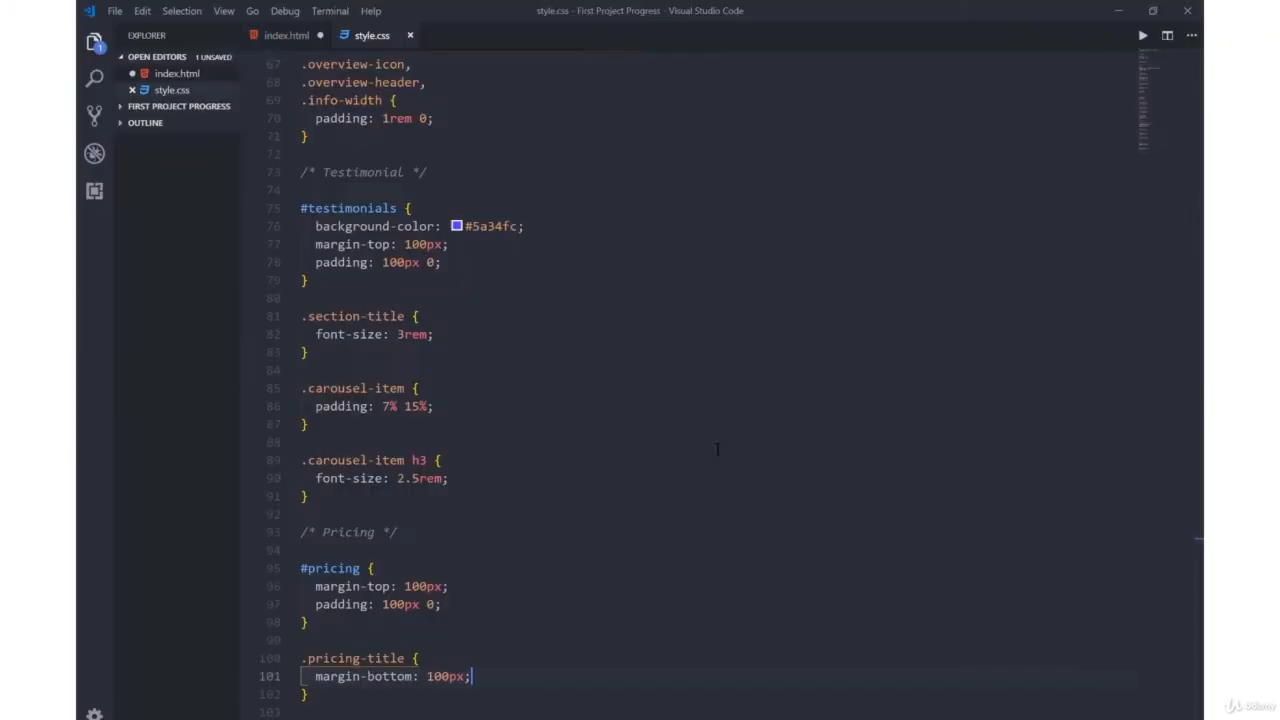 File Edit Selection View Go Debug Terminal Help
style.css - First Project Progress - Visual Studio Code
EXPLORER
index.html
style.css
OPEN EDITORS 1 UNSAVED
index.html
style.css
FIRST PROJECT PROGRESS
OUTLINE
1
67 .overview-icon,
68 .overview-header,
69 .info-width {
70 padding: 1rem 0;
71 }
72
73 /* Testimonial */
74
75 #testimonials {
76 background-color: #5a34fc;
77 margin-top: 100px;
78 padding: 100px 0;
79 }
80
81 .section-title {
82 font-size: 3rem;
83 }
84
85 .carousel-item {
86 padding: 7% 15%;
87 }
88
89 .carousel-item h3 {
90 font-size: 2.5rem;
91 }
92
93 /* Pricing */
94
95 #pricing {
96 margin-top: 100px;
97 padding: 100px 0;
98 }
99
100 .pricing-title {
101 margin-bottom: 100px;
102 }
103
Udemy